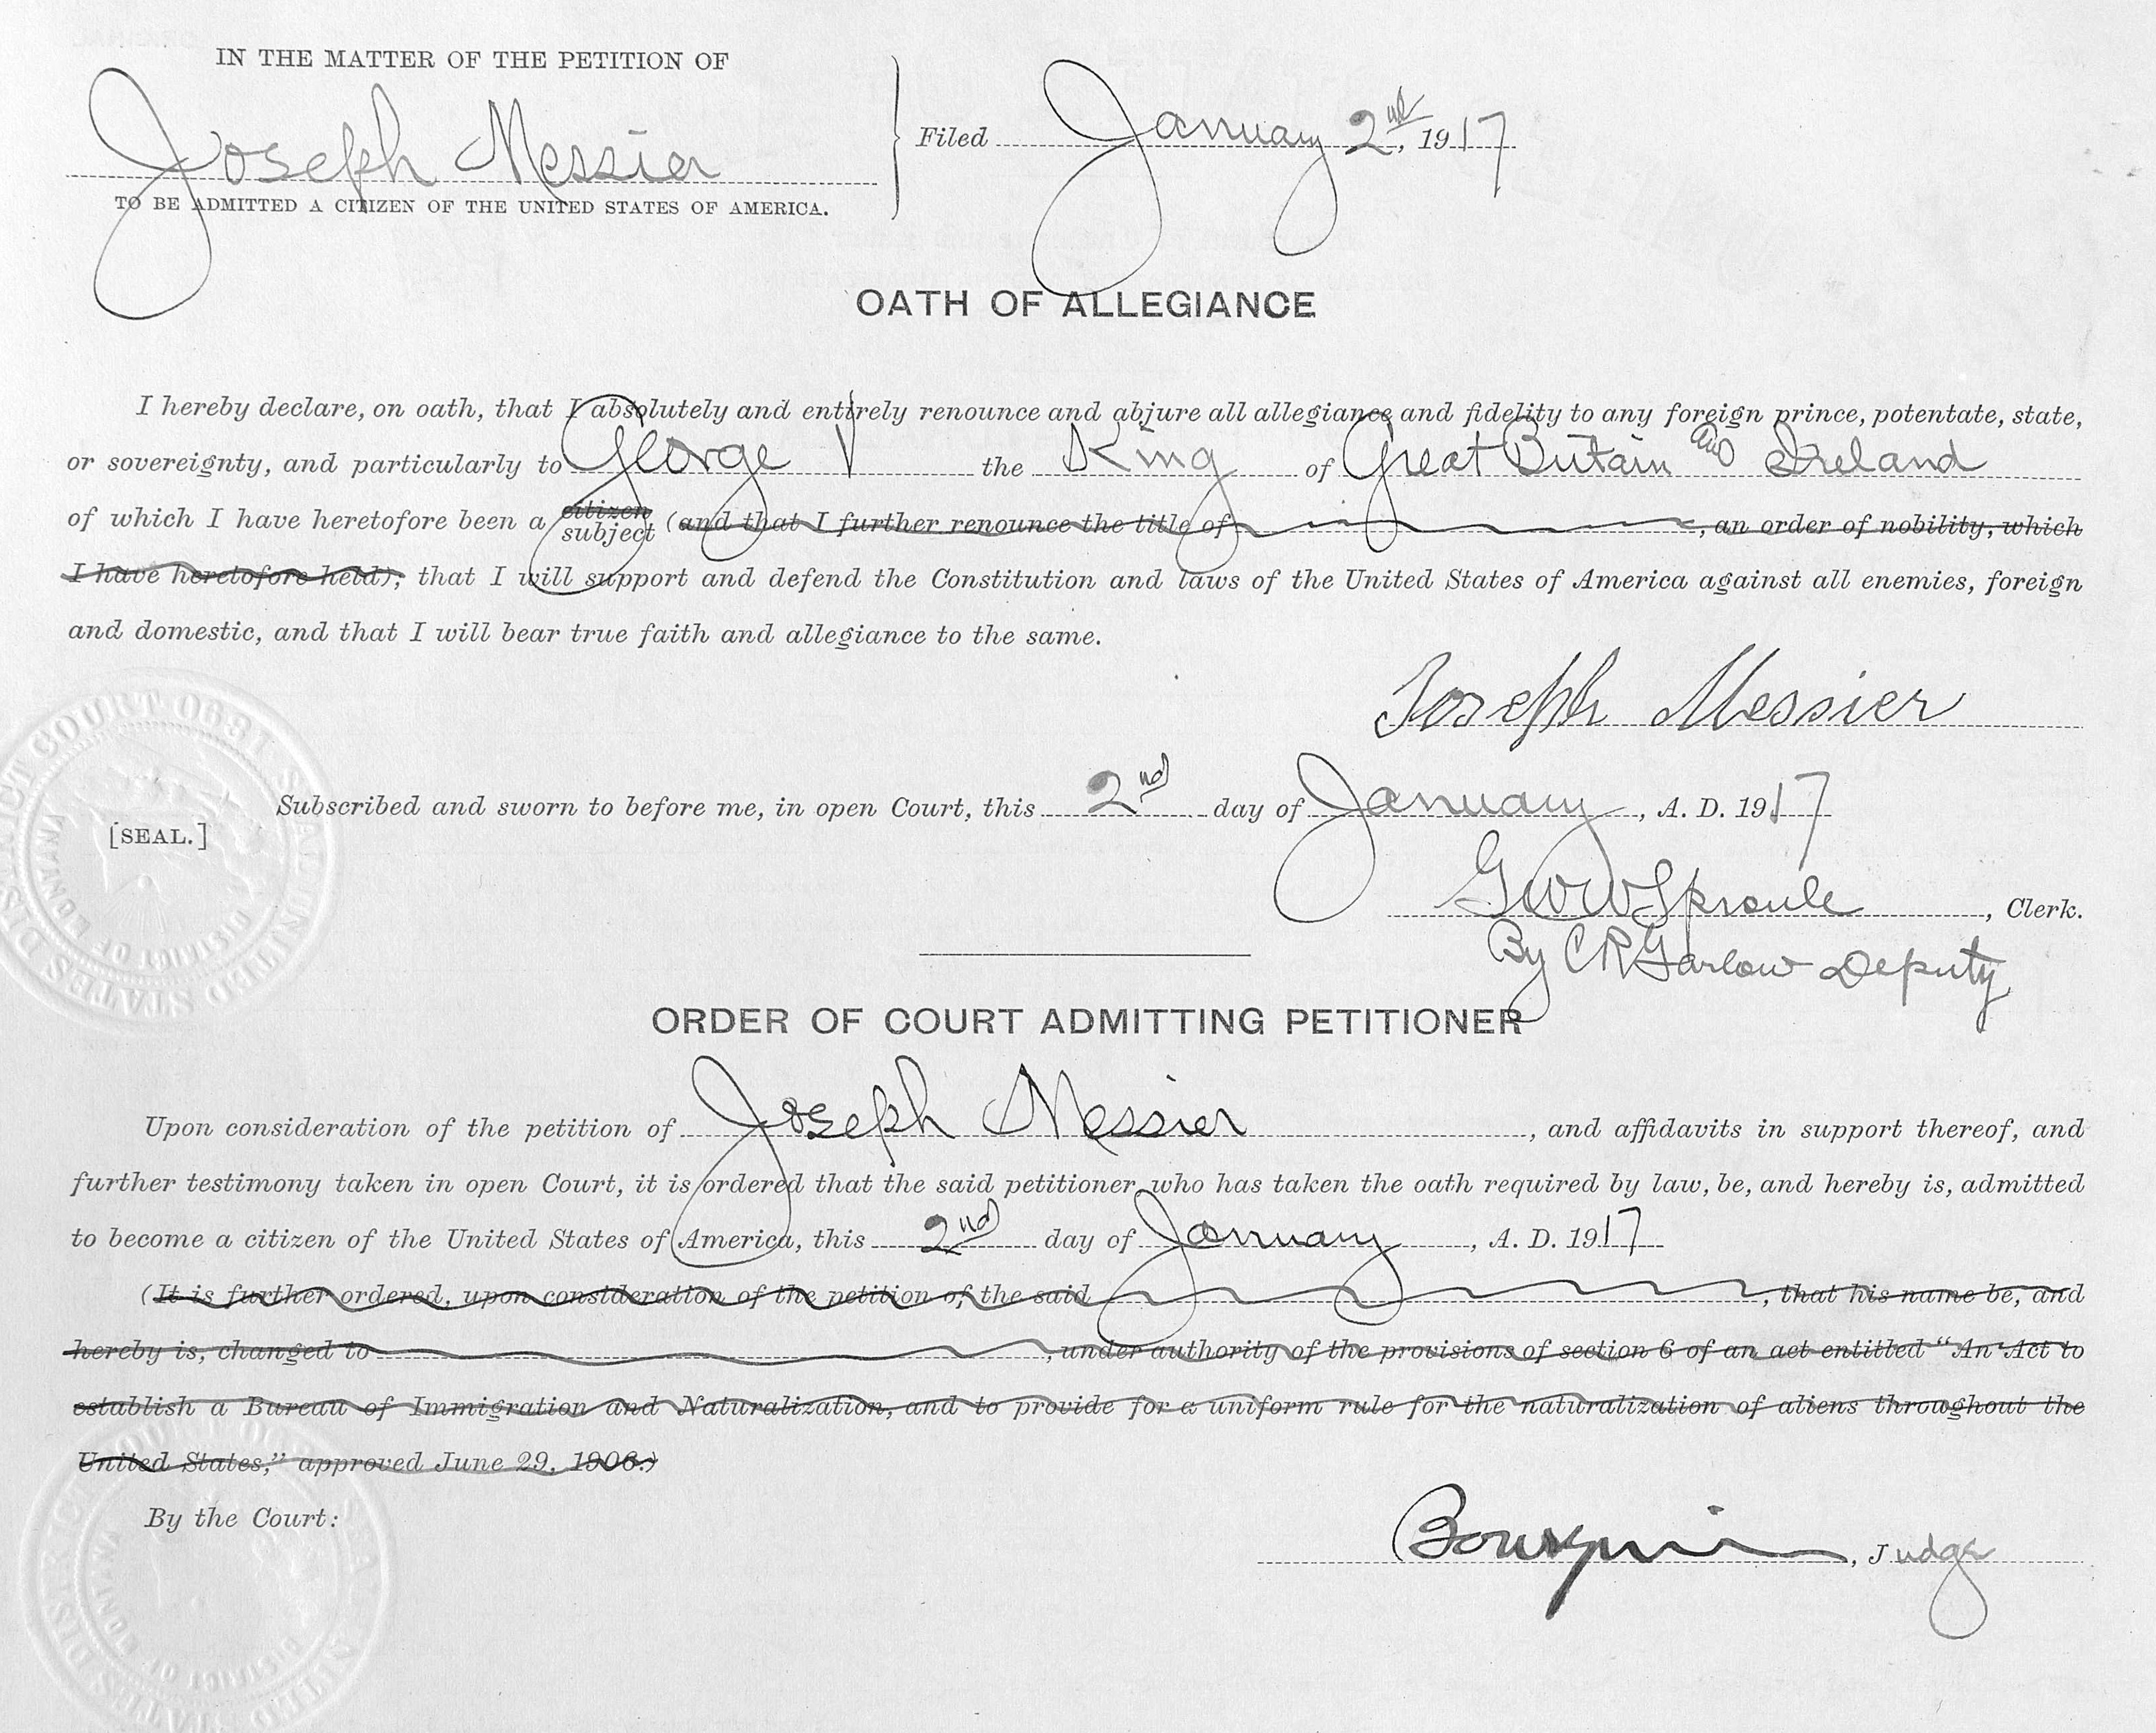 IN THE MATTER OF THE PETITION OF
Joseph Messier
TO BE ADMITTED A CITIZEN OF THE UNITED STATES OF AMERICA.
Filed January 2nd, 1917
OATH OF ALLEGIANCE
I hereby declare, on oath, that I absolutely and entirely renounce and abjure all allegiance and fidelity to any foreign prince, potentate, state,
or sovereignty, and particularly to George V the King of Great Britain and Ireland
of which I have heretofore been a citizen subject (and that I further renounce the title of , an order of nobility, which
I have heretofore held); that I will support and defend the Constitution and laws of the United States of America against all enemies, foreign
and domestic, and that I will bear true faith and allegiance to the same.
Joseph Messier
Subscribed and sworn to before me, in open Court, this 2nd day of January, A. D. 1917
[SEAL.]
SEAL UNITED STATES DISTRICT COURT 1890
DISTRICT OF MONTANA
Geo W Sproule, Clerk.
By C R Garlow Deputy
ORDER OF COURT ADMITTING PETITIONER
Upon consideration of the petition of Joseph Messier, and affidavits in support thereof, and
further testimony taken in open Court, it is ordered that the said petitioner, who has taken the oath required by law, be, and hereby is, admitted
to become a citizen of the United States of America, this 2nd day of January, A. D. 1917
(It is further ordered, upon consideration of the petition of the said , that his name be, and
hereby is, changed to , under authority of the provisions of section 6 of an act entitled "An Act to
establish a Bureau of Immigration and Naturalization, and to provide for a uniform rule for the naturalization of aliens throughout the
United States," approved June 29, 1906.)
By the Court:
Bourquin, Judge